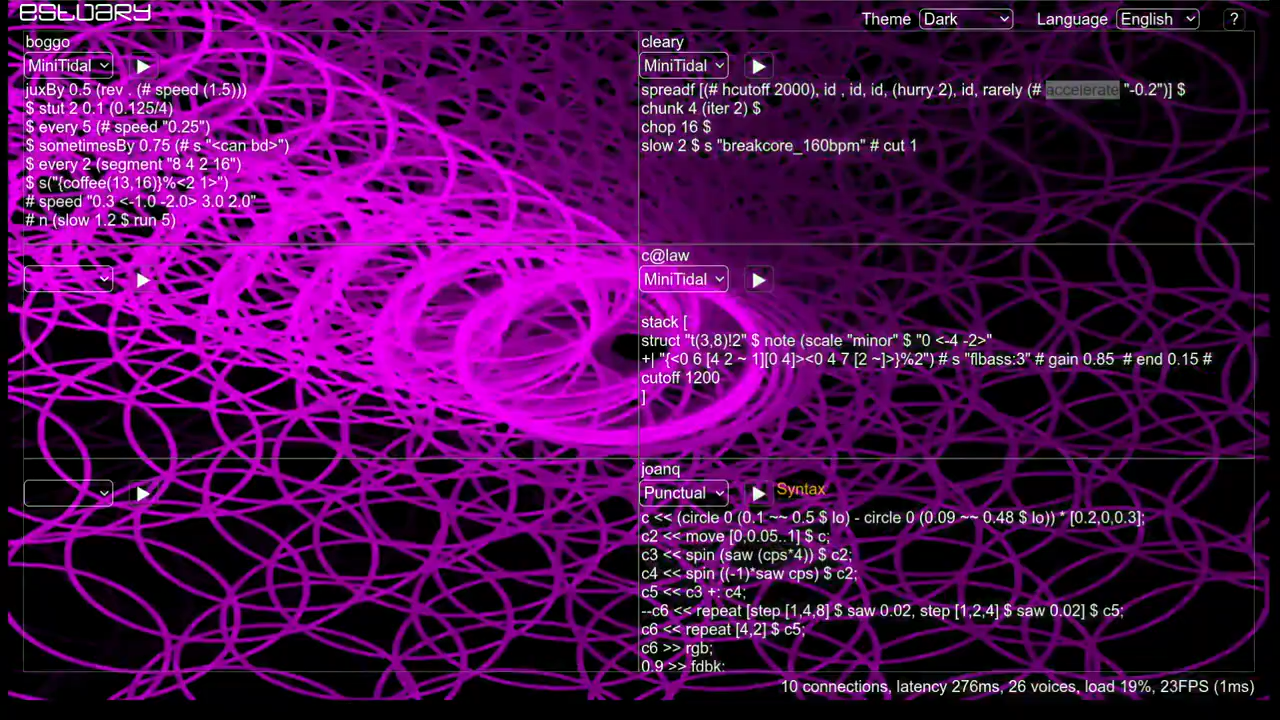 estuary
Theme Dark Language English ?
boggo
MiniTidal
juxBy 0.5 (rev . (# speed (1.5)))
$ stut 2 0.1 (0.125/4)
$ every 5 (# speed "0.25")
$ sometimesBy 0.75 (# s "<can bd>")
$ every 2 (segment "8 4 2 16")
$ s("{coffee(13,16)}%<2 1>")
# speed "0.3 <-1.0 -2.0> 3.0 2.0"
# n (slow 1.2 $ run 5)
cleary
MiniTidal
spreadf [(# hcutoff 2000), id , id, id, (hurry 2), id, rarely (# accelerate "-0.2")] $
chunk 4 (iter 2) $
chop 16 $
slow 2 $ s "breakcore_160bpm" # cut 1
c@law
MiniTidal
stack [
struct "t(3,8)!2" $ note (scale "minor" $ "0 <-4 -2>"
+| "{<0 6 [4 2 ~ 1][0 4]><0 4 7 [2 ~]>}%2") # s "flbass:3" # gain 0.85  # end 0.15 #
cutoff 1200
]
joanq
Punctual Syntax
c << (circle 0 (0.1 ~~ 0.5 $ lo) - circle 0 (0.09 ~~ 0.48 $ lo)) * [0.2,0,0.3];
c2 << move [0,0.05..1] $ c;
c3 << spin (saw (cps*4)) $ c2;
c4 << spin ((-1)*saw cps) $ c2;
c5 << c3 +: c4;
--c6 << repeat [step [1,4,8] $ saw 0.02, step [1,2,4] $ saw 0.02] $ c5;
c6 << repeat [4,2] $ c5;
c6 >> rgb;
0.9 >> fdbk;
10 connections, latency 276ms, 26 voices, load 19%, 23FPS (1ms)